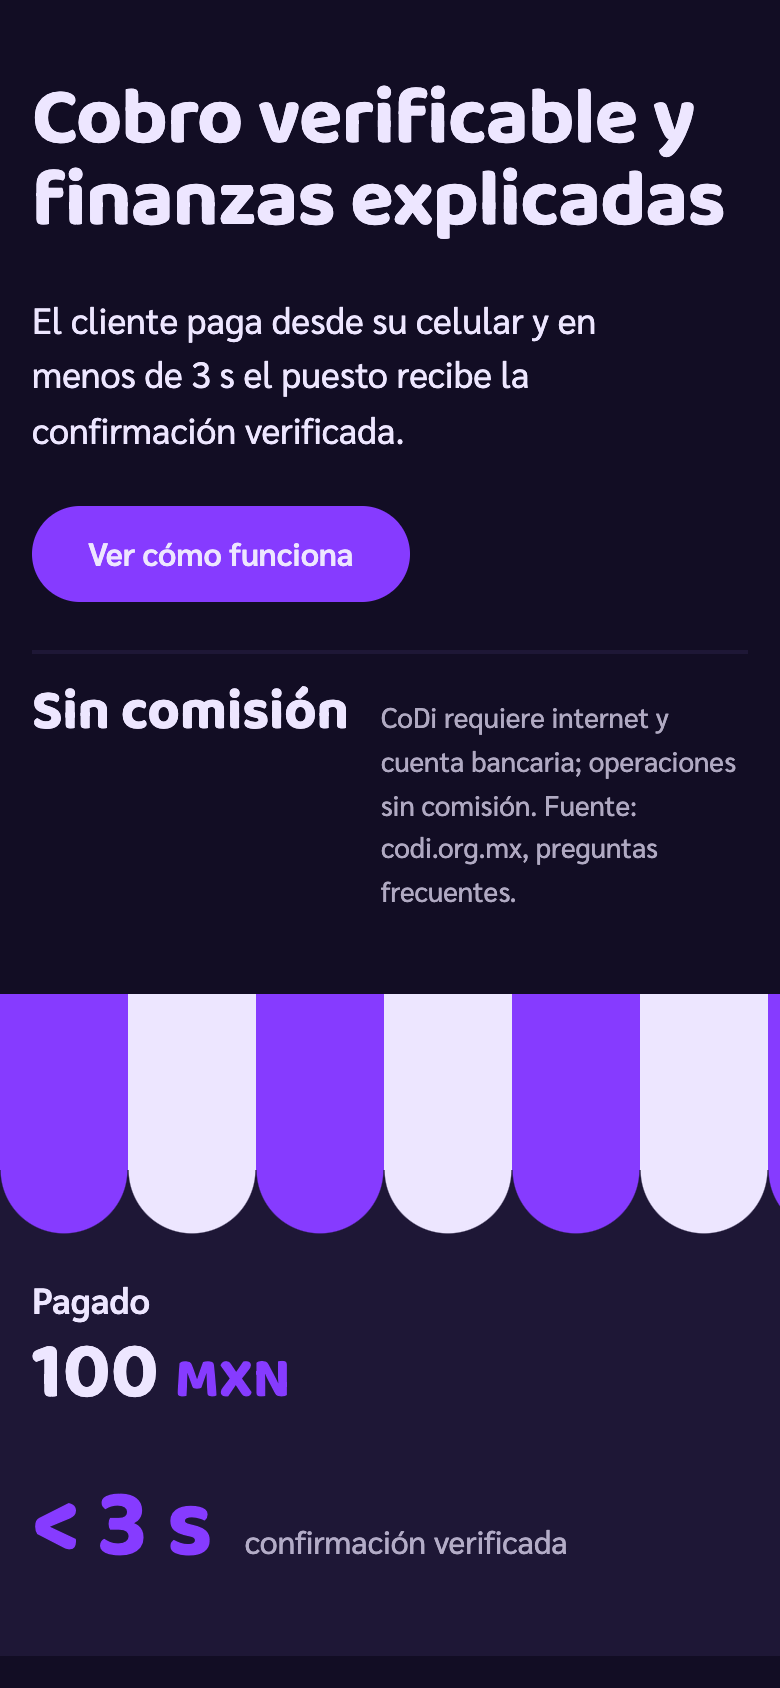 Cobro verificable y
finanzas explicadas
El cliente paga desde su celular y en
menos de 3 s el puesto recibe la
confirmación verificada.
Ver cómo funciona
Sin comisión
CoDi requiere internet y
cuenta bancaria; operaciones
sin comisión. Fuente:
codi.org.mx, preguntas
frecuentes.
Pagado
100 MXN
< 3 s confirmación verificada